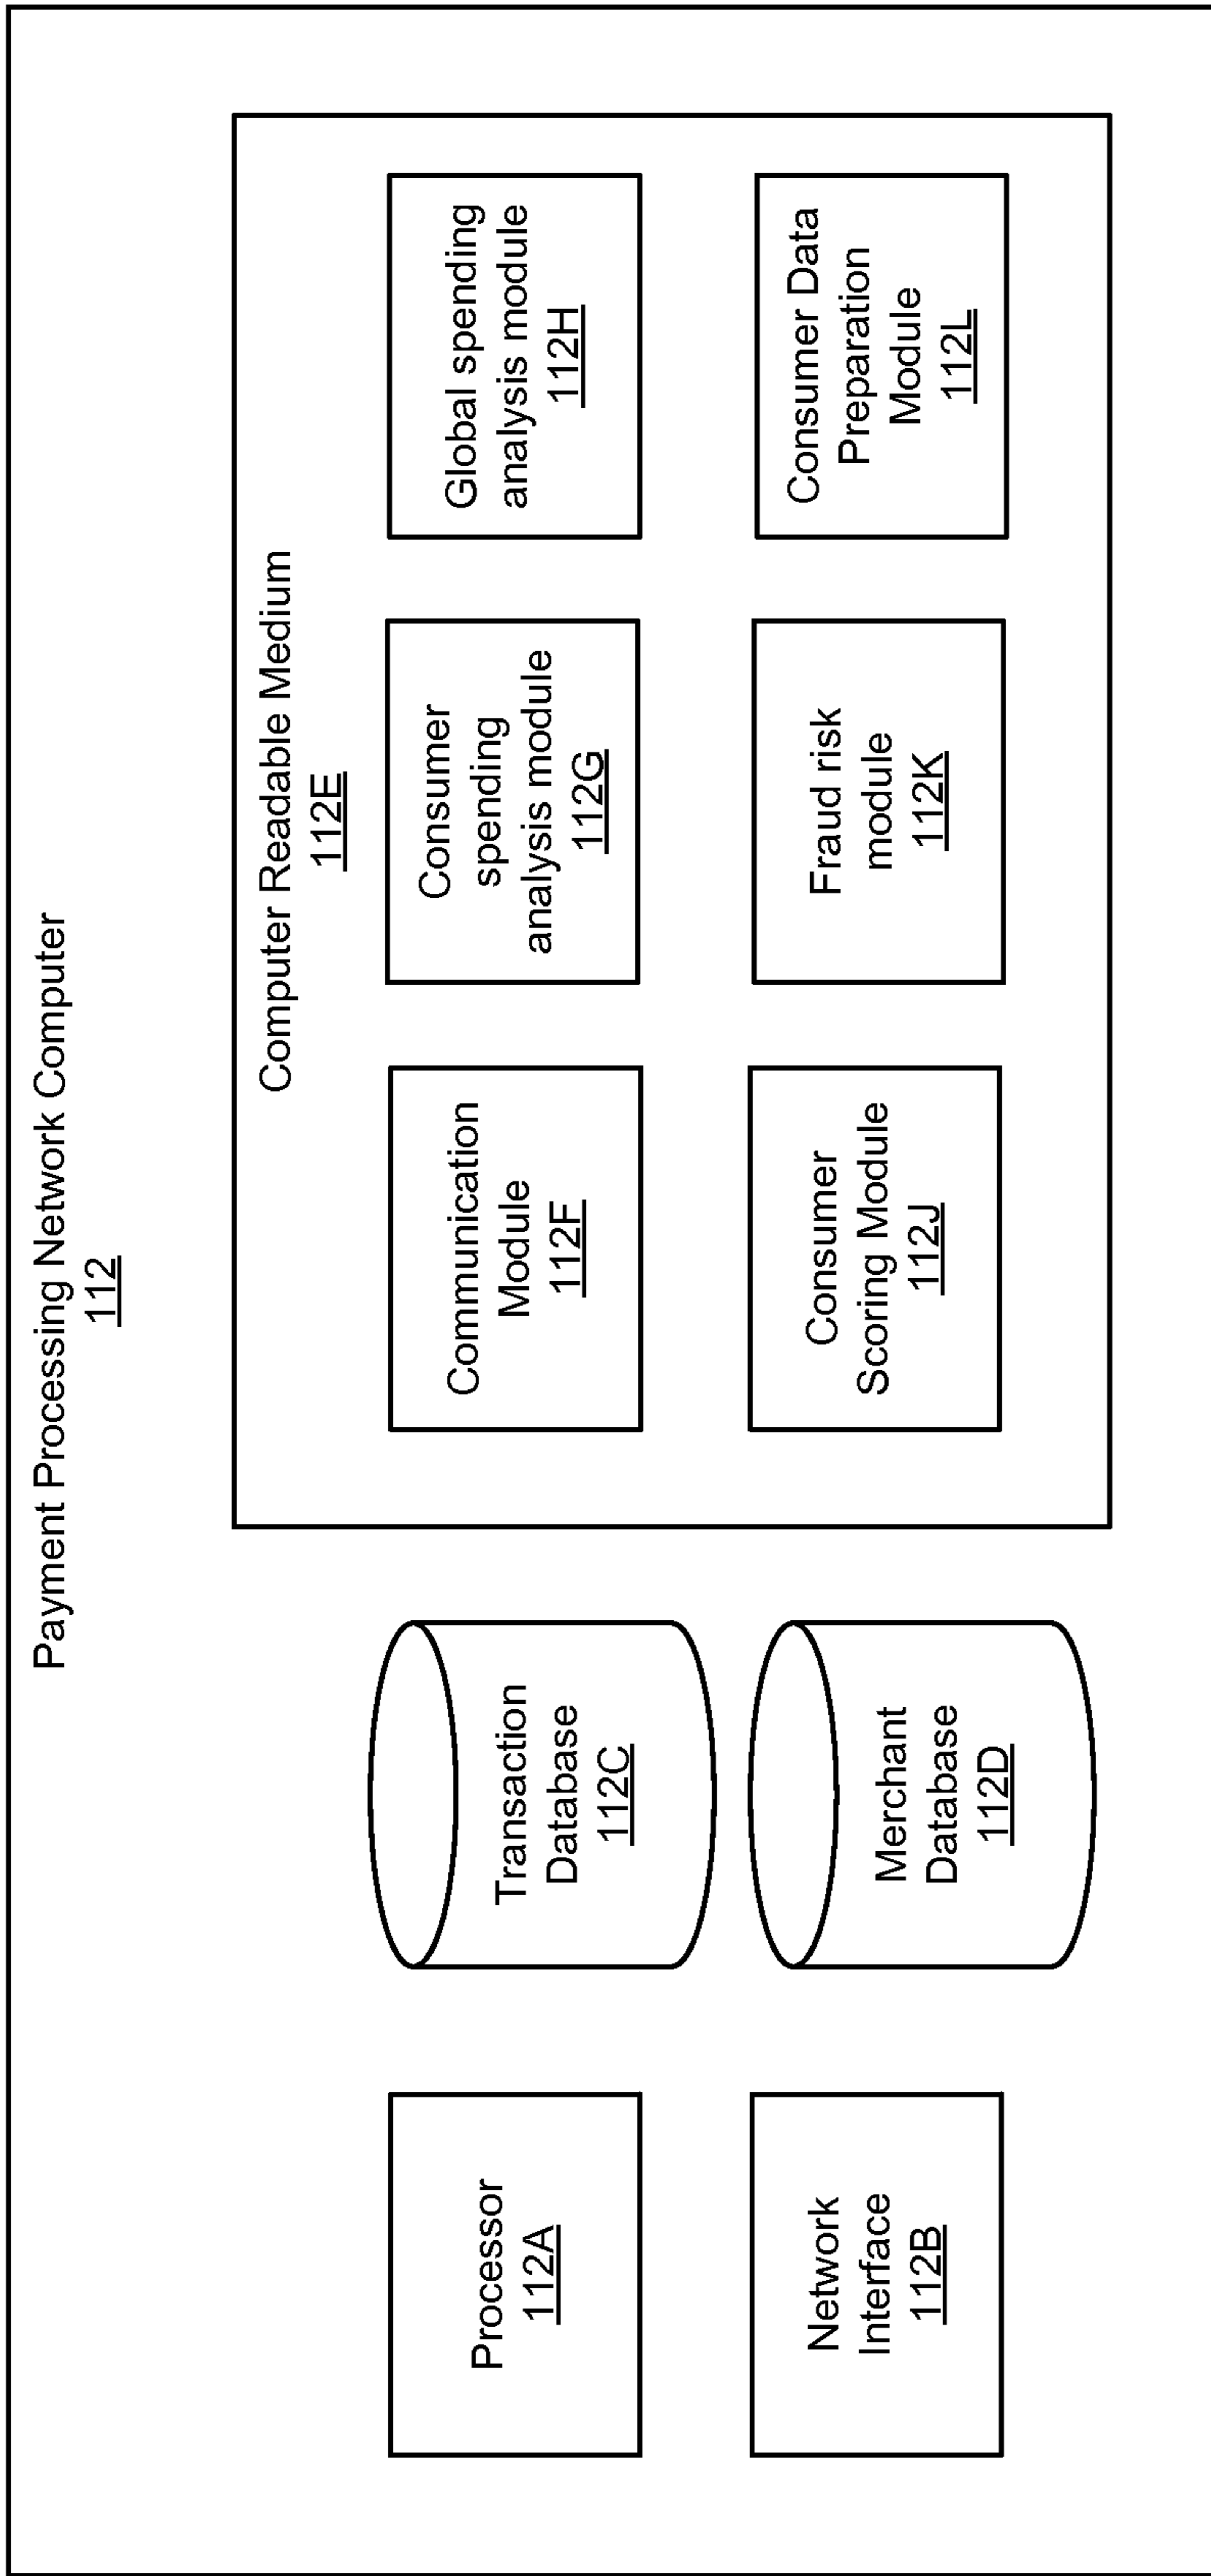 Payment Processing Network Computer
112
Processor
112A
Network
Interface
112B
Transaction
Database
112C
Merchant
Database
112D
Computer Readable Medium
112E
Communication
Module
112F
Consumer
spending
analysis module
112G
Global spending
analysis module
112H
Consumer
Scoring Module
112J
Fraud risk
module
112K
Consumer Data
Preparation
Module
112L